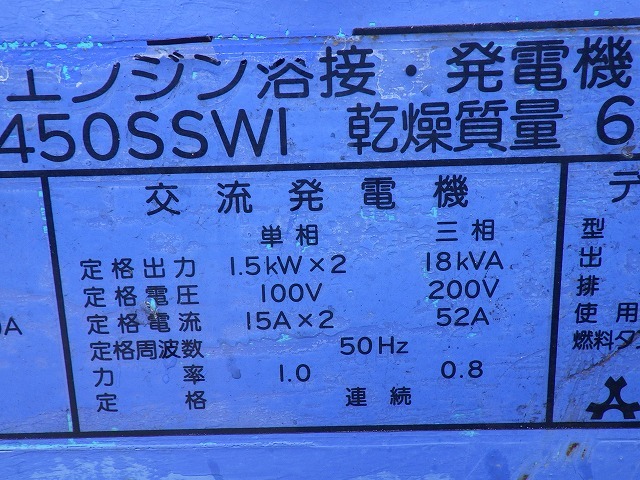 エンジン溶接・発電機
450SSWI 乾燥質量 6
交流発電機
単相 三相
定格出力 1.5kW×2 18kVA
定格電圧 100V 200V
定格電流 15A×2 52A
定格周波数 50Hz
力率 1.0 0.8
定格 連続
0A
デ
型
出
排
使用
燃料タ